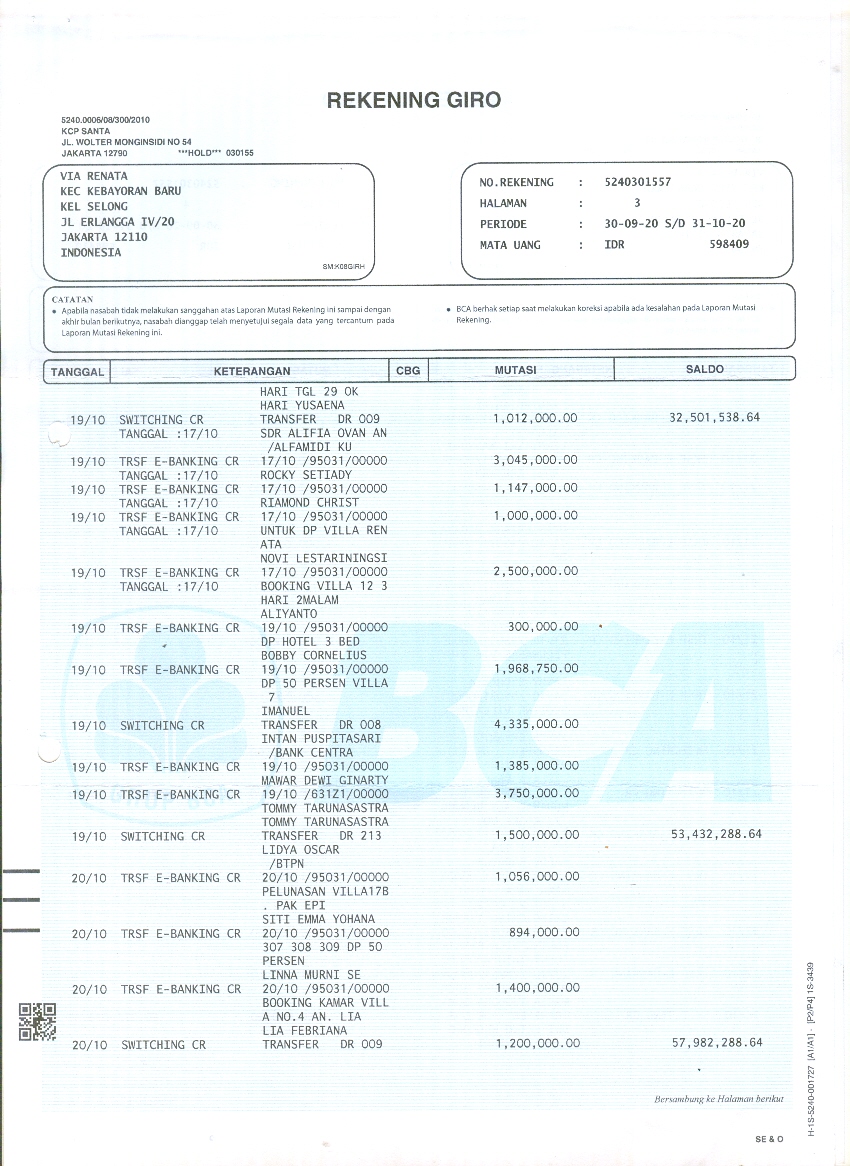 REKENING GIRO
5240.0006/08/300/2010
KCP SANTA
JL. WOLTER MONGINSIDI NO 54
JAKARTA 12790 ***HOLD*** 030155
VIA RENATA
KEC KEBAYORAN BARU
KEL SELONG
JL ERLANGGA IV/20
JAKARTA 12110
INDONESIA
SM:K08GIRH
NO.REKENING : 5240301557
HALAMAN : 3
PERIODE : 30-09-20 S/D 31-10-20
MATA UANG : IDR 598409
CATATAN
• Apabila nasabah tidak melakukan sanggahan atas Laporan Mutasi Rekening ini sampai dengan
akhir bulan berikutnya, nasabah dianggap telah menyetujui segala data yang tercantum pada
Laporan Mutasi Rekening ini.
• BCA berhak setiap saat melakukan koreksi apabila ada kesalahan pada Laporan Mutasi
Rekening.
TANGGAL KETERANGAN CBG MUTASI SALDO
HARI TGL 29 OK
HARI YUSAENA
19/10 SWITCHING CR TRANSFER DR 009 1,012,000.00 32,501,538.64
TANGGAL :17/10 SDR ALIFIA OVAN AN
/ALFAMIDI KU
19/10 TRSF E-BANKING CR 17/10 /95031/00000 3,045,000.00
TANGGAL :17/10 ROCKY SETIADY
19/10 TRSF E-BANKING CR 17/10 /95031/00000 1,147,000.00
TANGGAL :17/10 RIAMOND CHRIST
19/10 TRSF E-BANKING CR 17/10 /95031/00000 1,000,000.00
TANGGAL :17/10 UNTUK DP VILLA REN
ATA
NOVI LESTARININGSI
19/10 TRSF E-BANKING CR 17/10 /95031/00000 2,500,000.00
TANGGAL :17/10 BOOKING VILLA 12 3
HARI 2MALAM
ALIYANTO
19/10 TRSF E-BANKING CR 19/10 /95031/00000 300,000.00
DP HOTEL 3 BED
BOBBY CORNELIUS
19/10 TRSF E-BANKING CR 19/10 /95031/00000 1,968,750.00
DP 50 PERSEN VILLA
7
IMANUEL
19/10 SWITCHING CR TRANSFER DR 008 4,335,000.00
INTAN PUSPITASARI
/BANK CENTRA
19/10 TRSF E-BANKING CR 19/10 /95031/00000 1,385,000.00
MAWAR DEWI GINARTY
19/10 TRSF E-BANKING CR 19/10 /631Z1/00000 3,750,000.00
TOMMY TARUNASASTRA
TOMMY TARUNASASTRA
19/10 SWITCHING CR TRANSFER DR 213 1,500,000.00 53,432,288.64
LIDYA OSCAR
/BTPN
20/10 TRSF E-BANKING CR 20/10 /95031/00000 1,056,000.00
PELUNASAN VILLA17B
. PAK EPI
SITI EMMA YOHANA
20/10 TRSF E-BANKING CR 20/10 /95031/00000 894,000.00
307 308 309 DP 50
PERSEN
LINNA MURNI SE
20/10 TRSF E-BANKING CR 20/10 /95031/00000 1,400,000.00
BOOKING KAMAR VILL
A NO.4 AN. LIA
LIA FEBRIANA
20/10 SWITCHING CR TRANSFER DR 009 1,200,000.00 57,982,288.64
BCA
Bersambung ke Halaman berikut
SE & O
H-1S-5240-001727 [A1/A1] - [P2/P4] 1S-3439